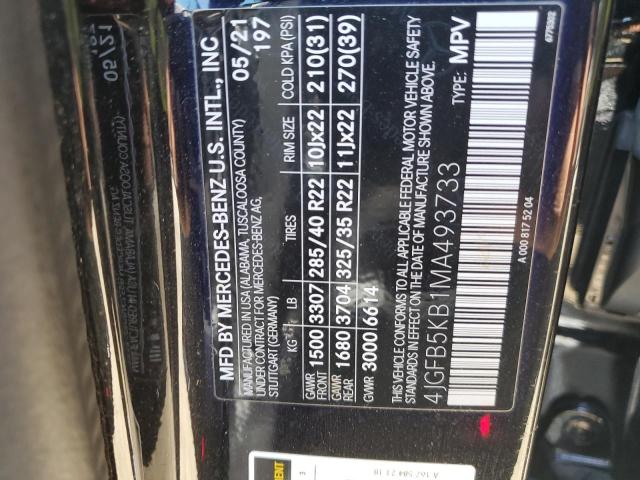 MFD BY MERCEDES-BENZ U.S. INTL., INC
MANUFACTURED IN USA (ALABAMA, TUSCALOOSA COUNTY)
UNDER CONTRACT FOR MERCEDES-BENZ AG,
STUTTGART (GERMANY)
05/21
197
KG LB TIRES RIM SIZE COLD KPA (PSI)
GAWR FRONT 1500 3307 285/40 R22 10Jx22 210(31)
GAWR REAR 1680 3704 325/35 R22 11Jx22 270(39)
GVWR 3000 6614
CONFORMS TO ALL APPLICABLE FEDERAL MOTOR VEHICLE SAFETY
STANDARDS IN EFFECT ON THE DATE OF MANUFACTURE SHOWN ABOVE.
4JGFB5KB1MA493733
TYPE: MPV
A 000 817 52 04
05/21